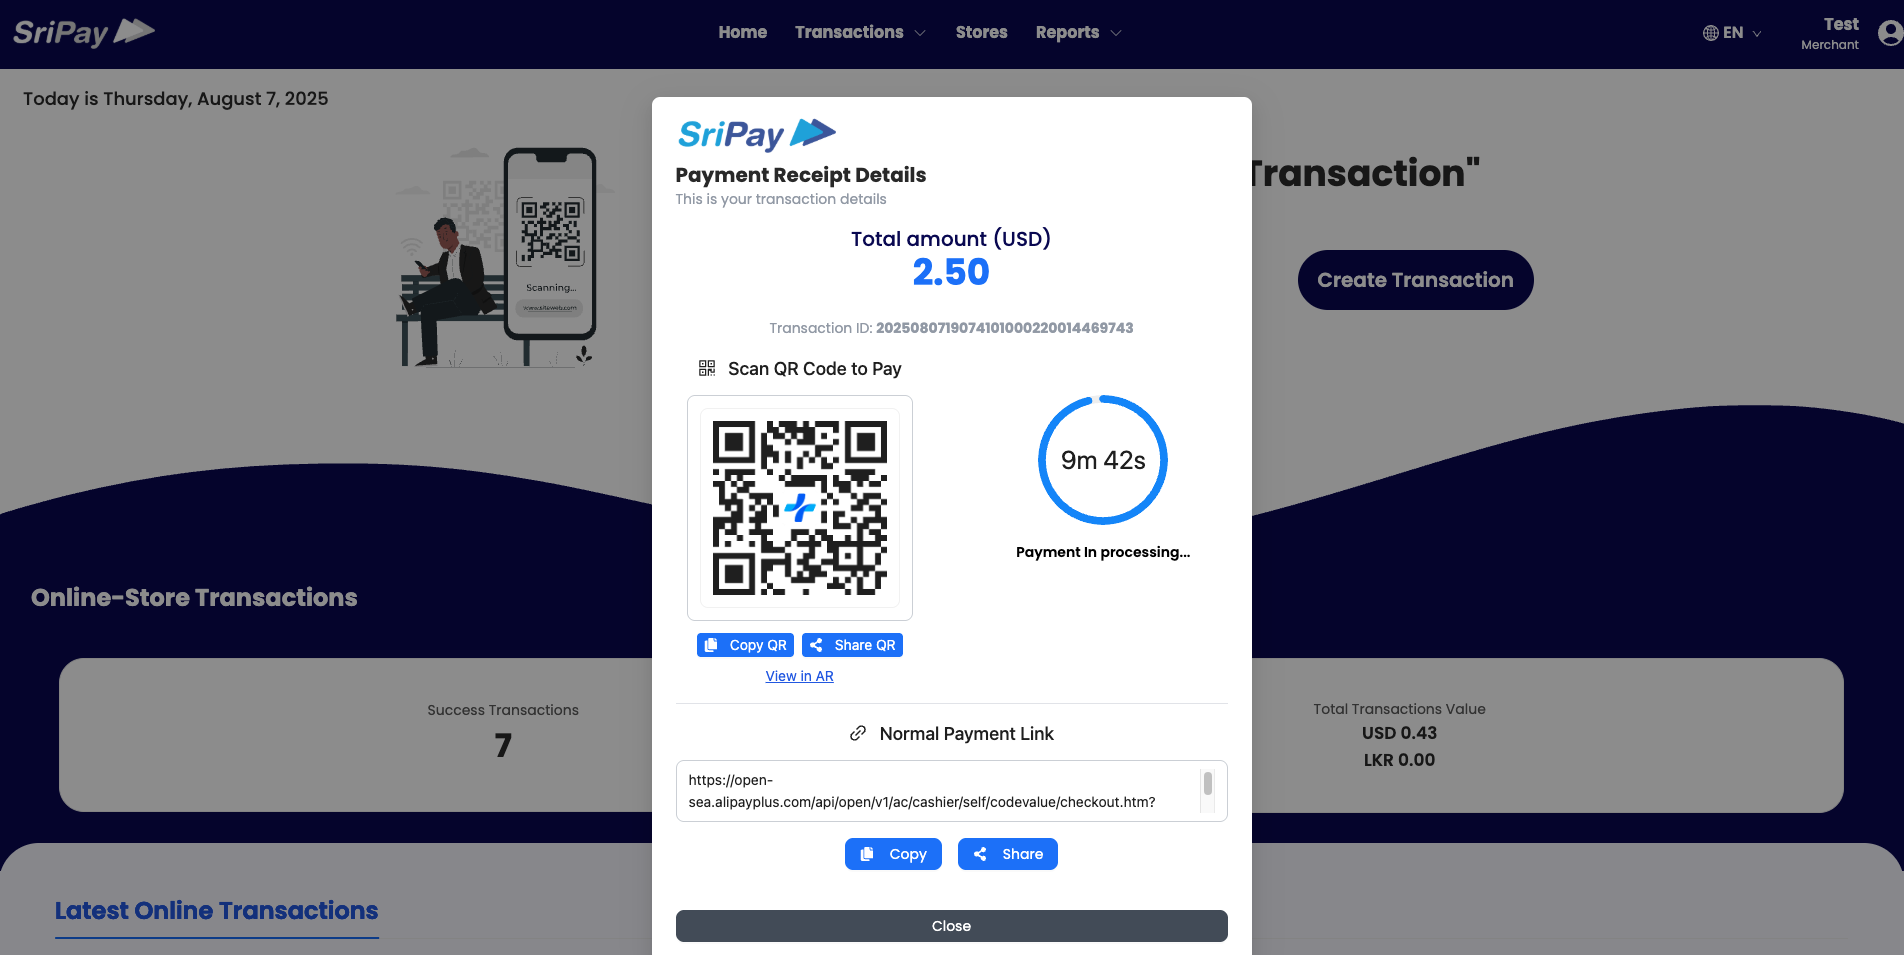 SriPay
Home
Transactions
Stores
Reports
EN
Test
Merchant
Today is Thursday, August 7, 2025
Transaction"
Scanning...
www.siteweb.com
Create Transaction
SriPay
Payment Receipt Details
This is your transaction details
Total amount (USD)
2.50
Transaction ID: 2025080719074101000220014469743
Scan QR Code to Pay
9m 42s
Payment In processing...
Copy QR
Share QR
View in AR
Normal Payment Link
https://open-
sea.alipayplus.com/api/open/v1/ac/cashier/self/codevalue/checkout.htm?
Copy
Share
Close
Online-Store Transactions
Success Transactions
7
Total Transactions Value
USD 0.43
LKR 0.00
Latest Online Transactions